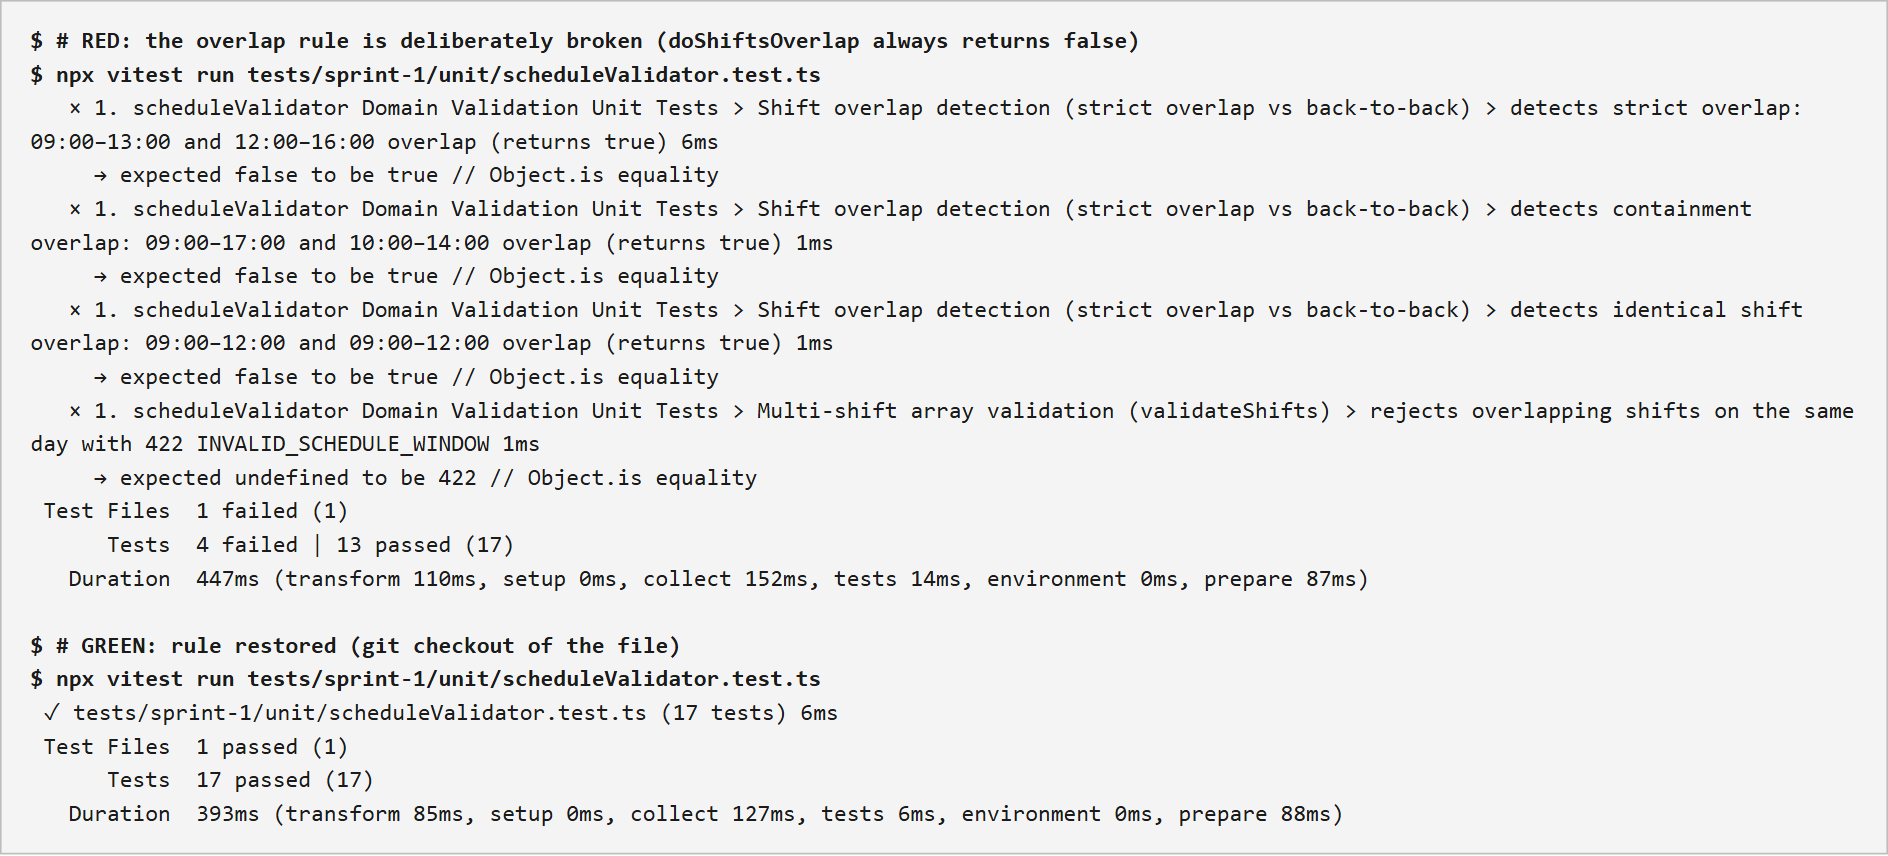 $ # RED: the overlap rule is deliberately broken (doShiftsOverlap always returns false)
$ npx vitest run tests/sprint-1/unit/scheduleValidator.test.ts
× 1. scheduleValidator Domain Validation Unit Tests > Shift overlap detection (strict overlap vs back-to-back) > detects strict overlap:
09:00–13:00 and 12:00–16:00 overlap (returns true) 6ms
→ expected false to be true // Object.is equality
× 1. scheduleValidator Domain Validation Unit Tests > Shift overlap detection (strict overlap vs back-to-back) > detects containment
overlap: 09:00–17:00 and 10:00–14:00 overlap (returns true) 1ms
→ expected false to be true // Object.is equality
× 1. scheduleValidator Domain Validation Unit Tests > Shift overlap detection (strict overlap vs back-to-back) > detects identical shift
overlap: 09:00–12:00 and 09:00–12:00 overlap (returns true) 1ms
→ expected false to be true // Object.is equality
× 1. scheduleValidator Domain Validation Unit Tests > Multi-shift array validation (validateShifts) > rejects overlapping shifts on the same
day with 422 INVALID_SCHEDULE_WINDOW 1ms
→ expected undefined to be 422 // Object.is equality
Test Files  1 failed (1)
Tests  4 failed | 13 passed (17)
Duration  447ms (transform 110ms, setup 0ms, collect 152ms, tests 14ms, environment 0ms, prepare 87ms)
$ # GREEN: rule restored (git checkout of the file)
$ npx vitest run tests/sprint-1/unit/scheduleValidator.test.ts
✓ tests/sprint-1/unit/scheduleValidator.test.ts (17 tests) 6ms
Test Files  1 passed (1)
Tests  17 passed (17)
Duration  393ms (transform 85ms, setup 0ms, collect 127ms, tests 6ms, environment 0ms, prepare 88ms)